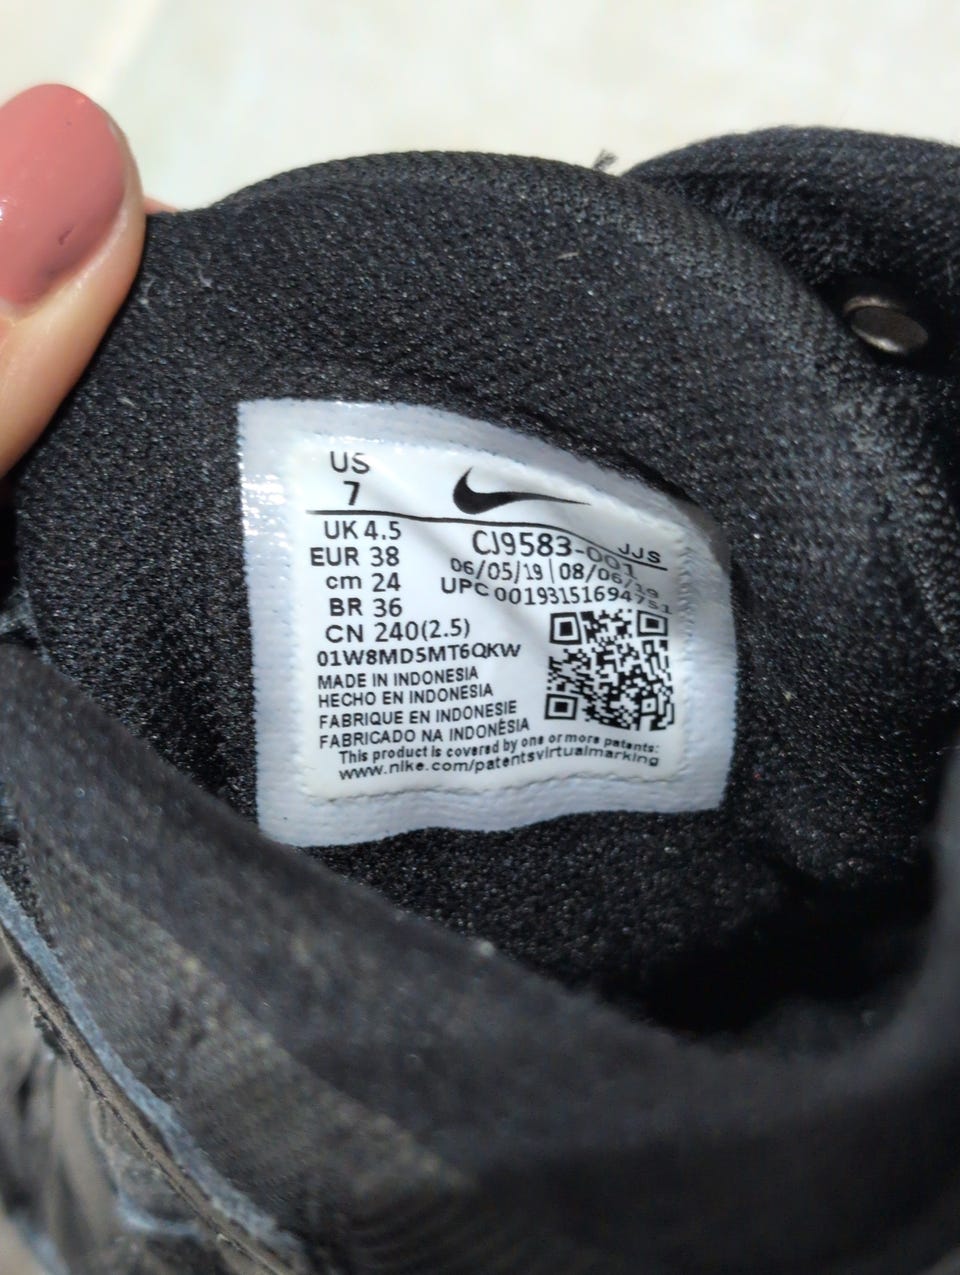 US
7
UK 4.5
EUR 38
cm 24
BR 36
CN 240(2.5)
01W8MD5MT6QKW
MADE IN INDONESIA
HECHO EN INDONESIA
FABRIQUE EN INDONESIE
FABRICADO NA INDONÉSIA
This product is covered by one or more patents:
www.nike.com/patentsvirtualmarking
JJS
CJ9583-001
06/05/19|08/06/19
UPC 00193151694751